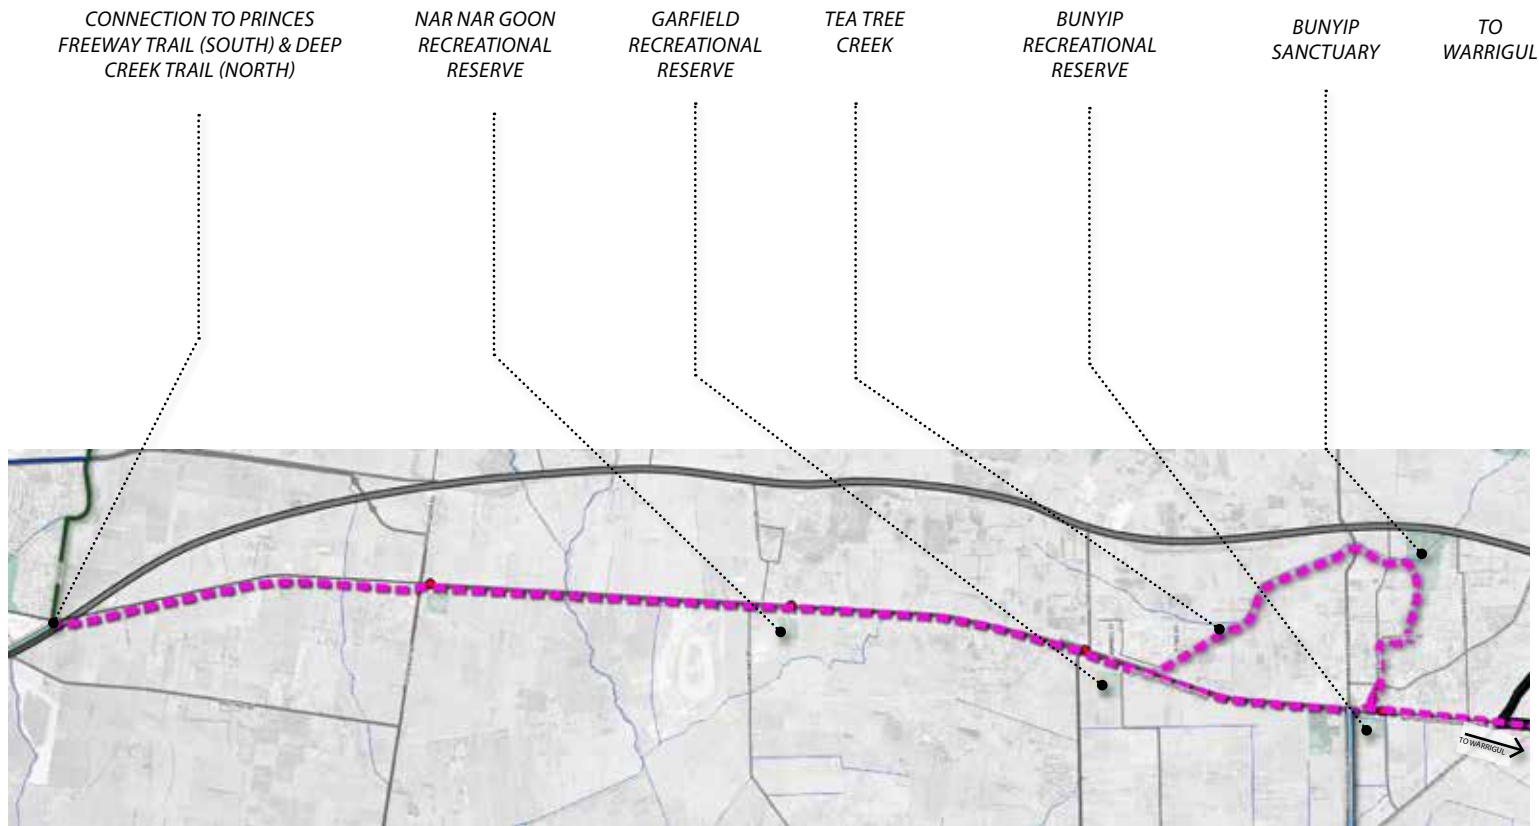 CONNECTION TO PRINCES
FREEWAY TRAIL (SOUTH) & DEEP
CREEK TRAIL (NORTH)
NAR NAR GOON
RECREATIONAL
RESERVE
GARFIELD
RECREATIONAL
RESERVE
TEA TREE
CREEK
BUNYIP
RECREATIONAL
RESERVE
BUNYIP
SANCTUARY
TO
WARRIGUL
TO WARRIGUL